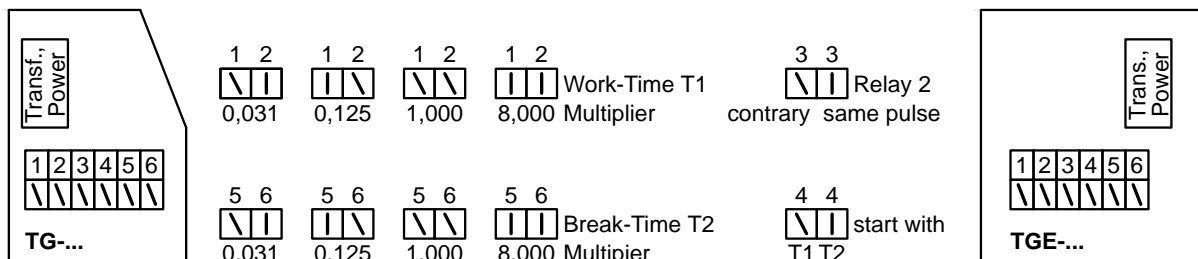 Transf.,
Power
1 2 3 4 5 6
TG-...
1 2 1 2 1 2 1 2
Work-Time T1
0,031 0,125 1,000 8,000 Multiplier
5 6 5 6 5 6 5 6
Break-Time T2
0,031 0,125 1,000 8,000 Multipier
3 3
Relay 2
contrary same pulse
4 4
start with
T1 T2
Trans.,
Power
1 2 3 4 5 6
TGE-...